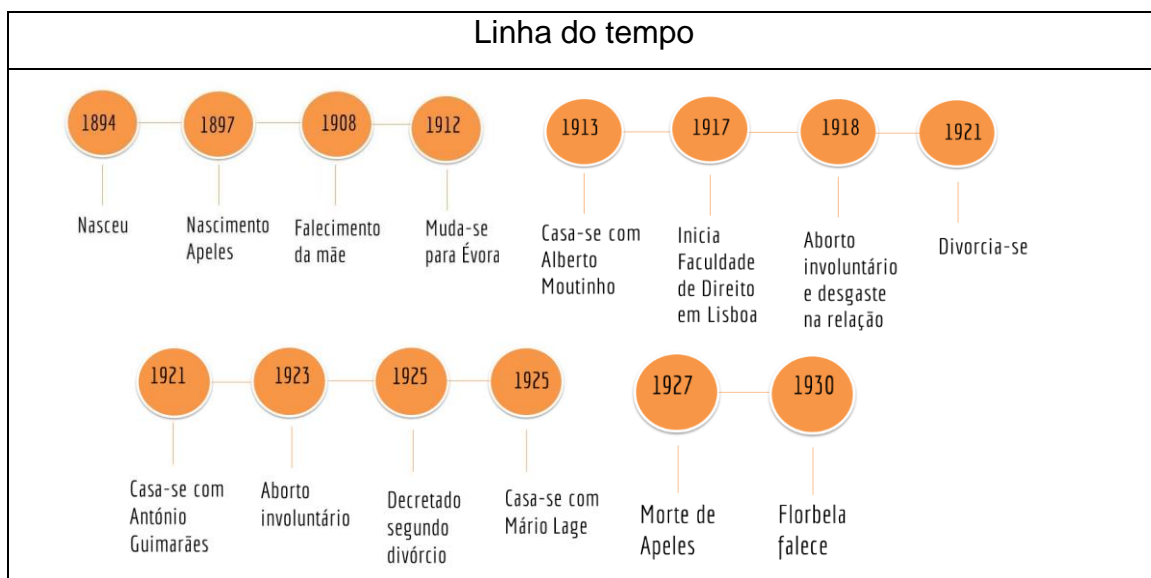 Linha do tempo
1894
1897
1908
1912
1913
1917
1918
1921
Nasceu
Nascimento
Apeles
Falecimento
da mãe
Muda-se
para Évora
Casa-se com
Alberto
Moutinho
Inicia
Faculdade
de Direito
em Lisboa
Aborto
involuntário
e desgaste
na relação
Divorcia-se
1921
1923
1925
1925
1927
1930
Casa-se com
António
Guimarães
Aborto
involuntário
Decretado
segundo
divórcio
Casa-se com
Mário Lage
Morte de
Apeles
Florbela
falece